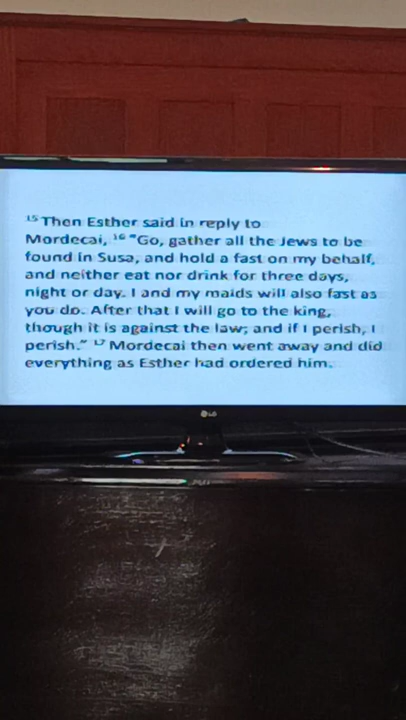 ¹⁵ Then Esther said in reply to
Mordecai, ¹⁶ "Go, gather all the Jews to be
found in Susa, and hold a fast on my behalf,
and neither eat nor drink for three days,
night or day. I and my maids will also fast as
you do. After that I will go to the king,
though it is against the law; and if I perish, I
perish." ¹⁷ Mordecai then went away and did
everything as Esther had ordered him.
LG